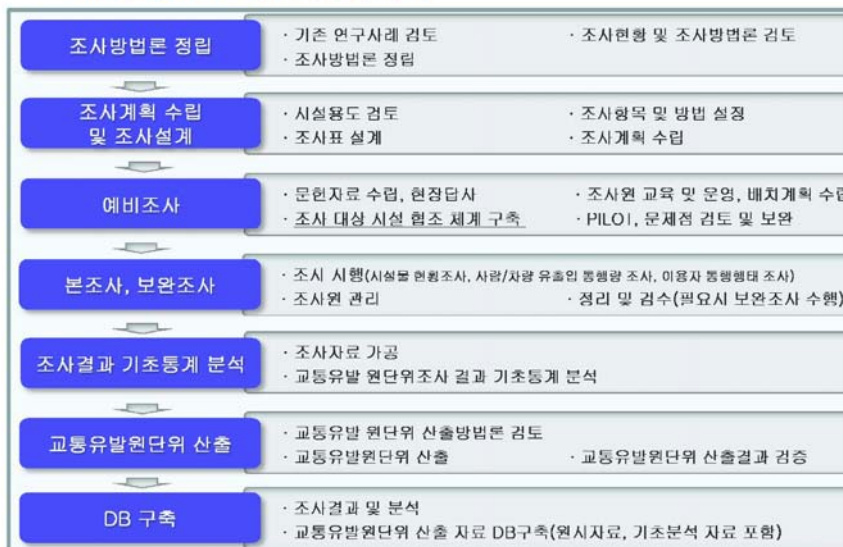 조사방법론 정립
· 기존 연구사례 검토 · 조사현황 및 조사방법론 검토
· 조사방법론 정립
조사계획 수립
및 조사설계
· 시설용도 검토 · 조사항목 및 방법 설정
· 조사표 설계 · 조사계획 수립
예비조사
· 문헌자료 수립, 현장답사 · 조사원 교육 및 운영, 배치계획 수립
· 조사 대상 시설 협조 체계 구축 · PILOT, 문제점 검토 및 보완
본조사, 보완조사
· 조시 시행(시설물 현황조사, 사람/차량 유출입 통행량 조사, 이용자 통행행태 조사)
· 조사원 관리 · 정리 및 검수(필요시 보완조사 수행)
조사결과 기초통계 분석
· 조사자료 가공
· 교통유발 원단위조사 결과 기초통계 분석
교통유발원단위 산출
· 교통유발 원단위 산출방법론 검토
· 교통유발원단위 산출 · 교통유발원단위 산출결과 검증
DB 구축
· 조사결과 및 분석
· 교통유발원단위 산출 자료 DB구축(원시자료, 기초분석 자료 포함)